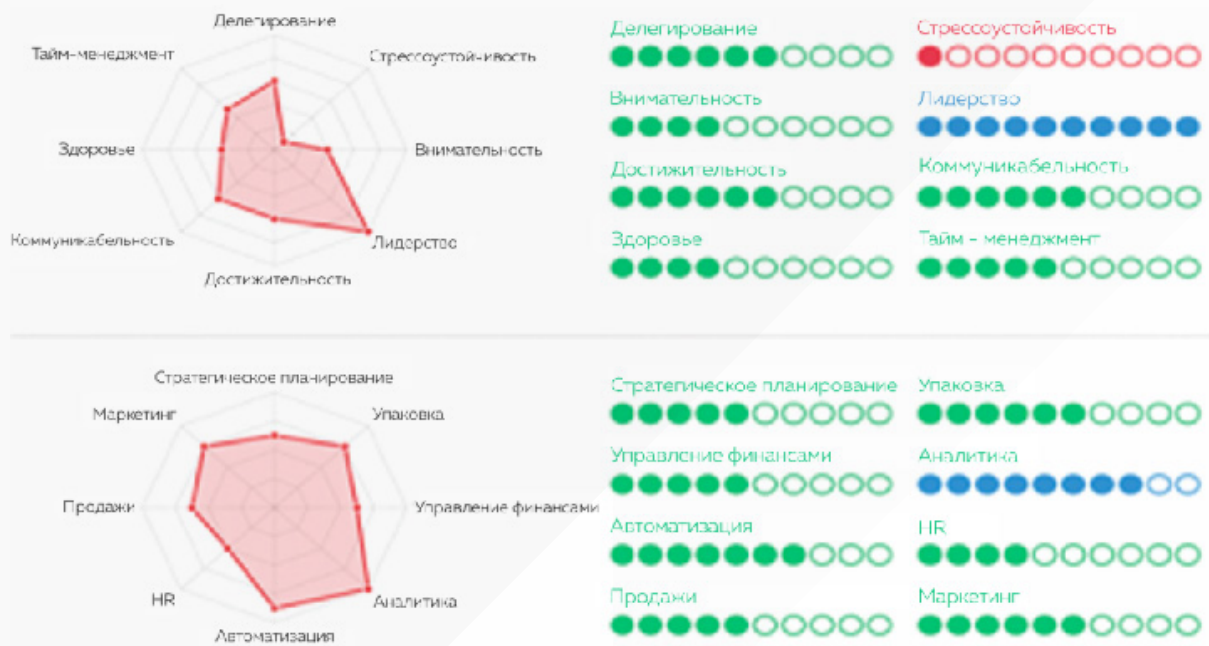 Делегирование
Тайм-менеджмент
Стрессоустойчивость
Здоровье
Внимательность
Коммуникабельность
Лидерство
Достижительность
Делегирование
Стрессоустойчивость
Внимательность
Лидерство
Достижительность
Коммуникабельность
Здоровье
Тайм - менеджмент
Стратегическое планирование
Маркетинг
Упаковка
Продажи
Управление финансами
HR
Аналитика
Автоматизация
Стратегическое планирование
Упаковка
Управление финансами
Аналитика
Автоматизация
HR
Продажи
Маркетинг